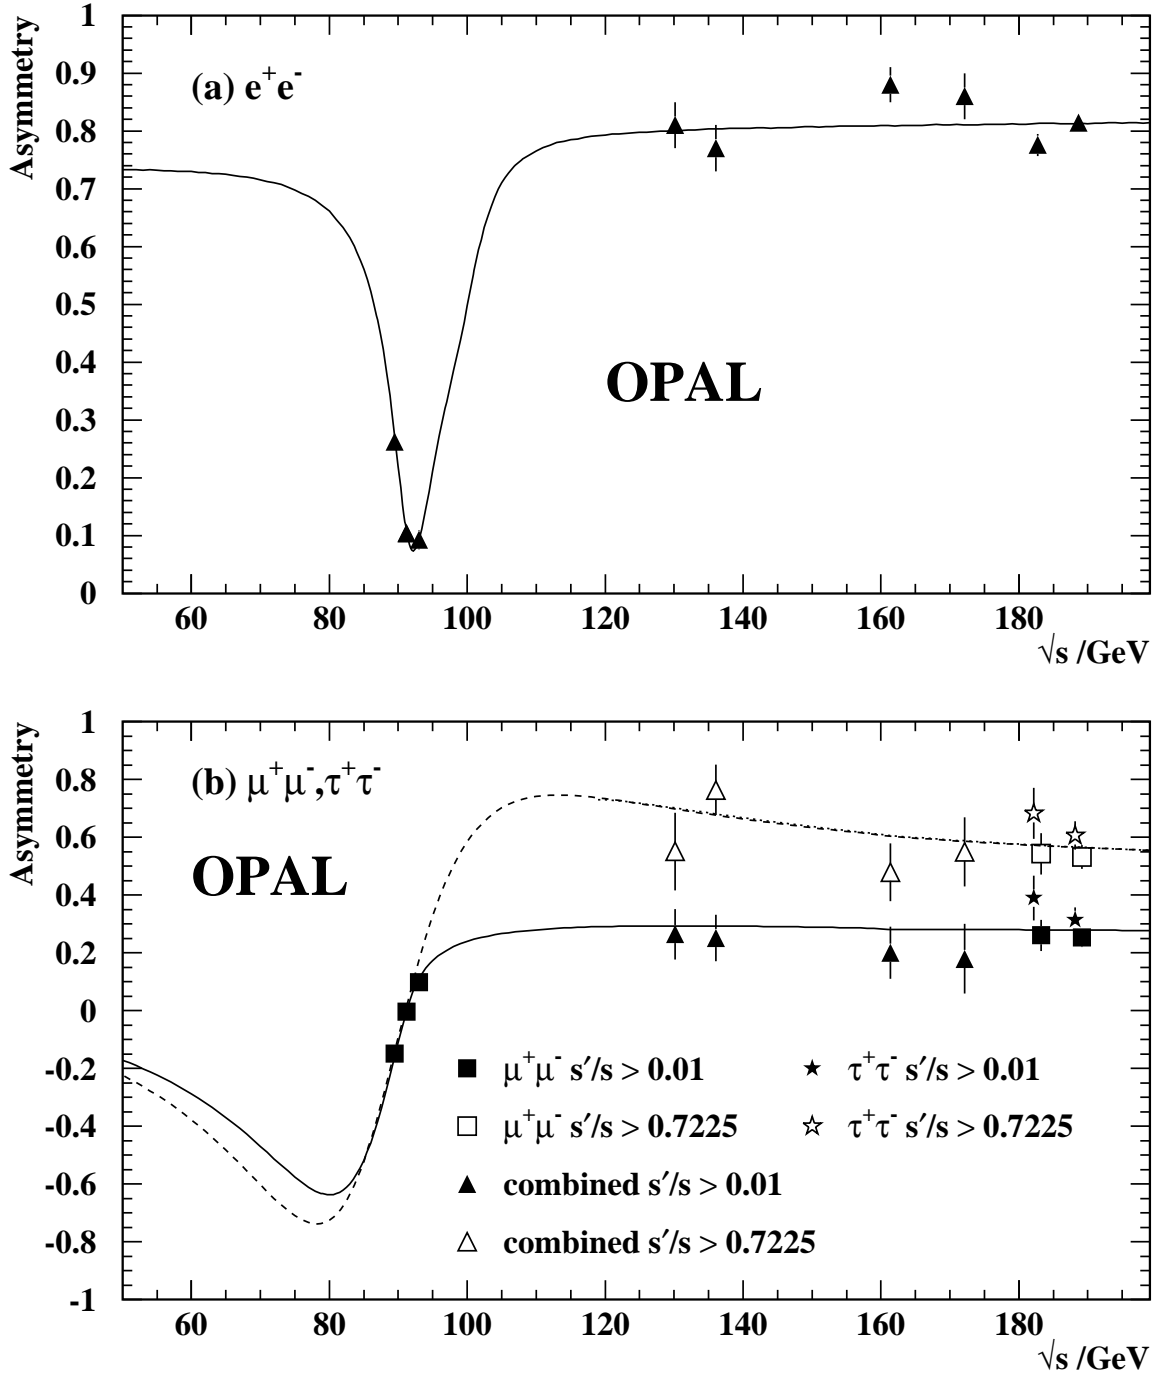 1
0.9
0.8
0.7
0.6
0.5
0.4
0.3
0.2
0.1
0
Asymmetry
(a) e⁺e⁻
OPAL
60 80 100 120 140 160 180
√s /GeV
1
0.8
0.6
0.4
0.2
0
-0.2
-0.4
-0.6
-0.8
-1
Asymmetry
(b) μ⁺μ⁻,τ⁺τ⁻
OPAL
μ⁺μ⁻ s′/s > 0.01
τ⁺τ⁻ s′/s > 0.01
μ⁺μ⁻ s′/s > 0.7225
τ⁺τ⁻ s′/s > 0.7225
combined s′/s > 0.01
combined s′/s > 0.7225
60 80 100 120 140 160 180
√s /GeV